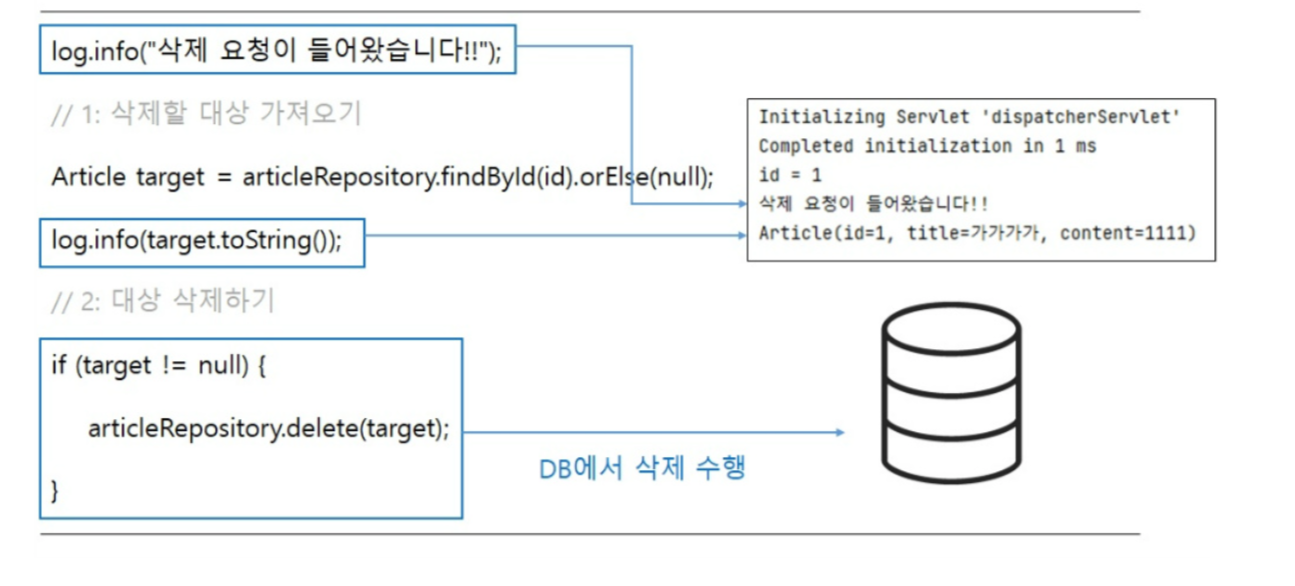 log.info("삭제 요청이 들어왔습니다!!");
// 1: 삭제할 대상 가져오기
Article target = articleRepository.findById(id).orElse(null);
log.info(target.toString());
// 2: 대상 삭제하기
if (target != null) {
articleRepository.delete(target);
}
Initializing Servlet 'dispatcherServlet'
Completed initialization in 1 ms
id = 1
삭제 요청이 들어왔습니다!!
Article(id=1, title=가가가가, content=1111)
DB에서 삭제 수행